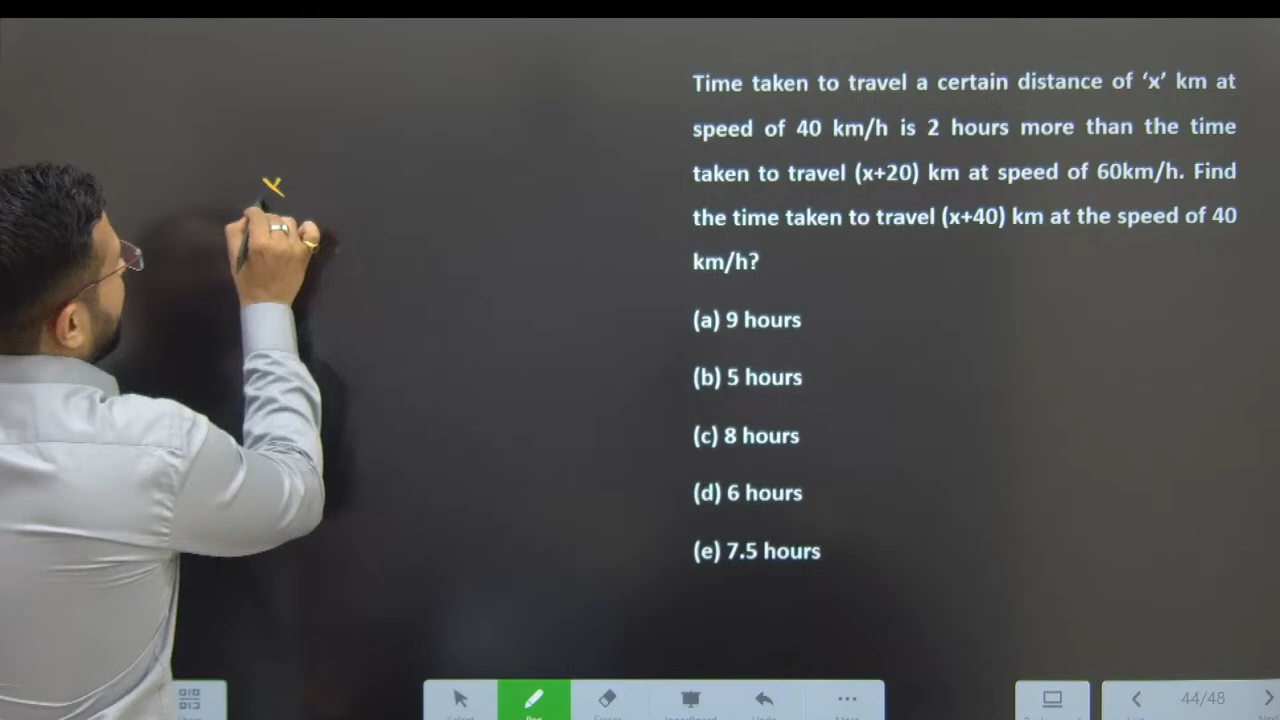 x
Time taken to travel a certain distance of ‘x’ km at
speed of 40 km/h is 2 hours more than the time
taken to travel (x+20) km at speed of 60km/h. Find
the time taken to travel (x+40) km at the speed of 40
km/h?
(a) 9 hours
(b) 5 hours
(c) 8 hours
(d) 6 hours
(e) 7.5 hours
44/48